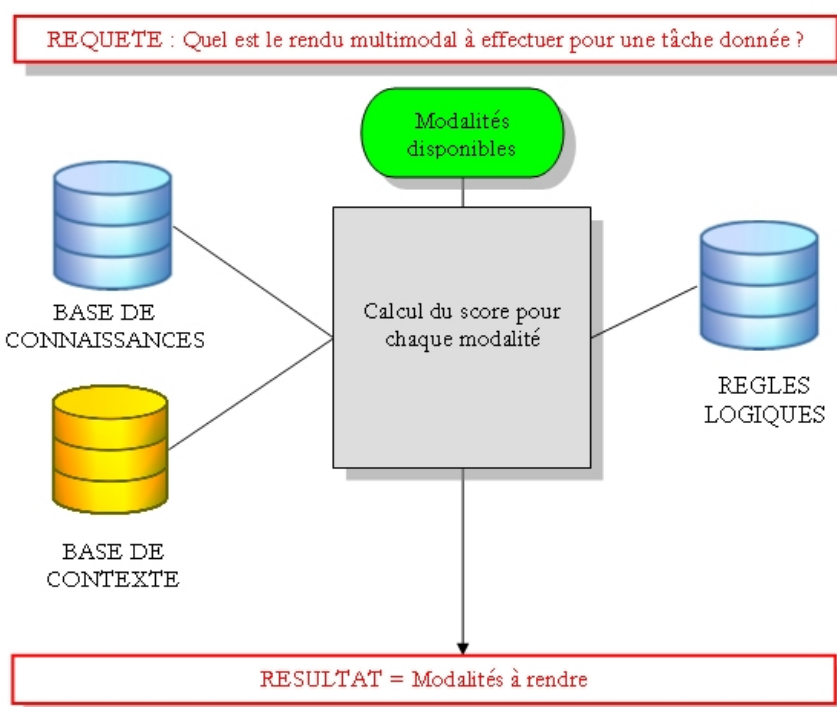 REQUETE : Quel est le rendu multimodal à effectuer pour une tâche donnée ?
Modalités
disponibles
BASE DE
CONNAISSANCES
Calcul du score pour
chaque modalité
REGLES
LOGIQUES
BASE DE
CONTEXTE
RESULTAT = Modalités à rendre